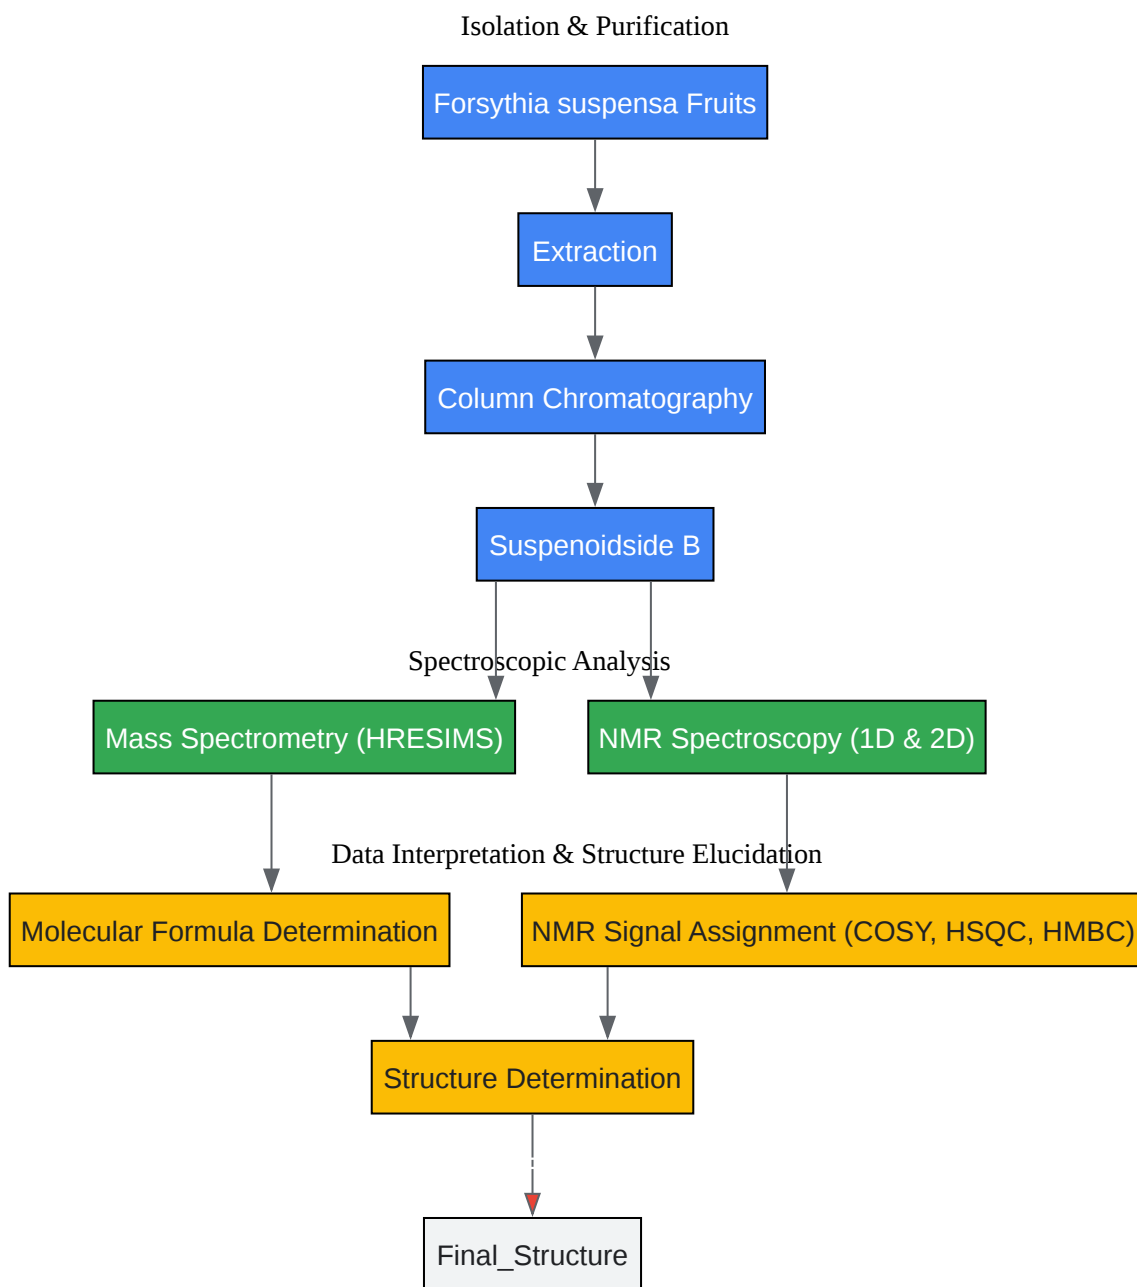 Isolation & Purification
Forsythia suspensa Fruits
Extraction
Column Chromatography
Suspenoidside B
Spectroscopic Analysis
Mass Spectrometry (HRESIMS)
NMR Spectroscopy (1D & 2D)
Data Interpretation & Structure Elucidation
Molecular Formula Determination
NMR Signal Assignment (COSY, HSQC, HMBC)
Structure Determination
Final_Structure